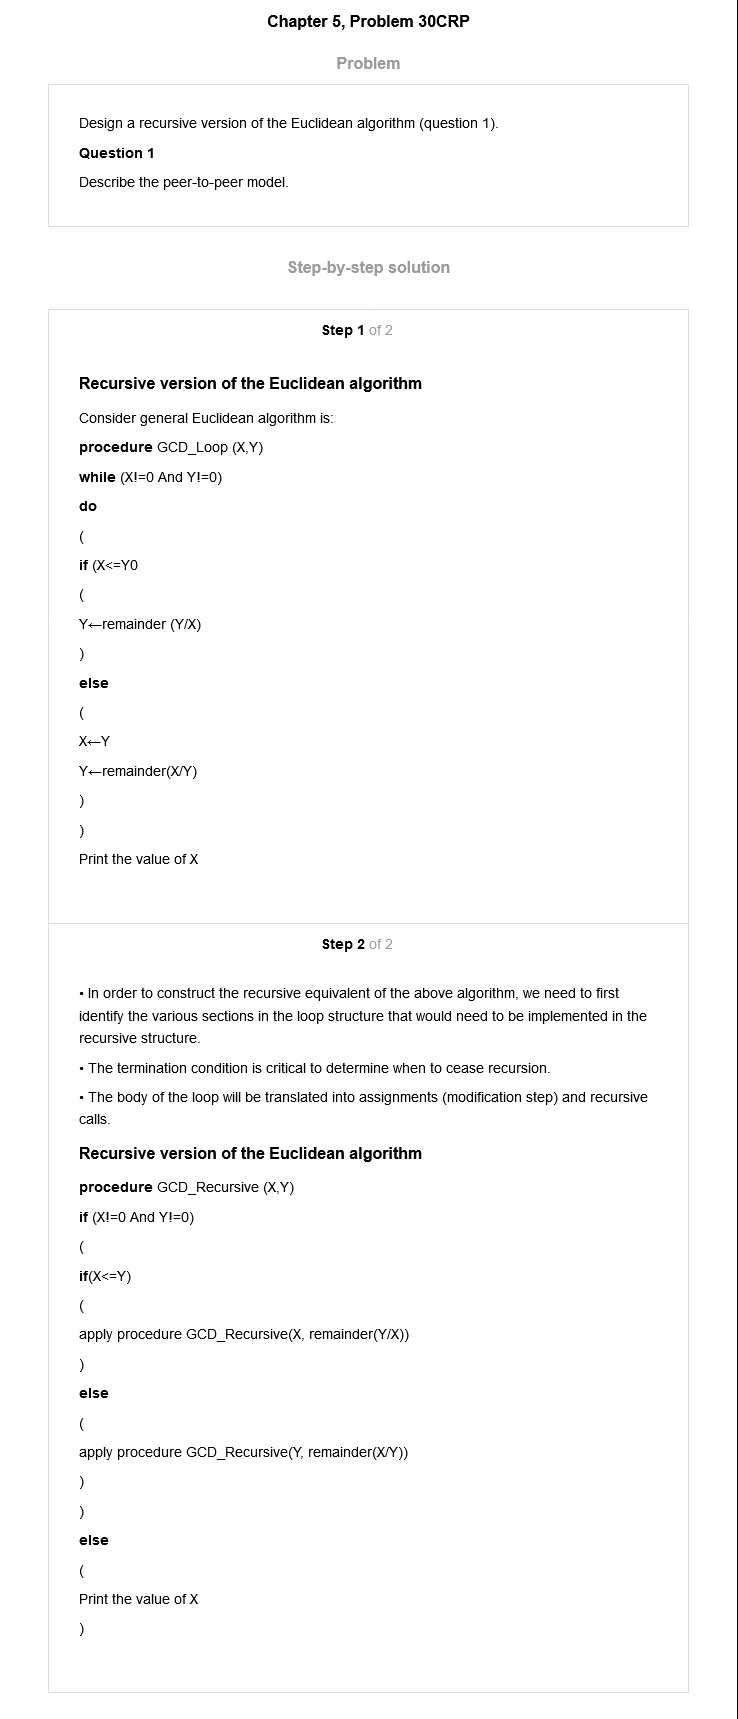 Chapter 5, Problem 30CRP
Problem
Design a recursive version of the Euclidean algorithm (question 1).
Question 1
Describe the peer-to-peer model.
Step-by-step solution
Step 1 of 2
Recursive version of the Euclidean algorithm
Consider general Euclidean algorithm is:
procedure GCD_Loop (X,Y)
while (X!=0 And Y!=0)
do
(
if (X<=Y0
(
Y←remainder (Y/X)
)
else
(
X←Y
Y←remainder(X/Y)
)
)
Print the value of X
Step 2 of 2
• In order to construct the recursive equivalent of the above algorithm, we need to first
identify the various sections in the loop structure that would need to be implemented in the
recursive structure.
• The termination condition is critical to determine when to cease recursion.
• The body of the loop will be translated into assignments (modification step) and recursive
calls.
Recursive version of the Euclidean algorithm
procedure GCD_Recursive (X,Y)
if (X!=0 And Y!=0)
(
if(X<=Y)
(
apply procedure GCD_Recursive(X, remainder(Y/X))
)
else
(
apply procedure GCD_Recursive(Y, remainder(X/Y))
)
)
else
(
Print the value of X
)